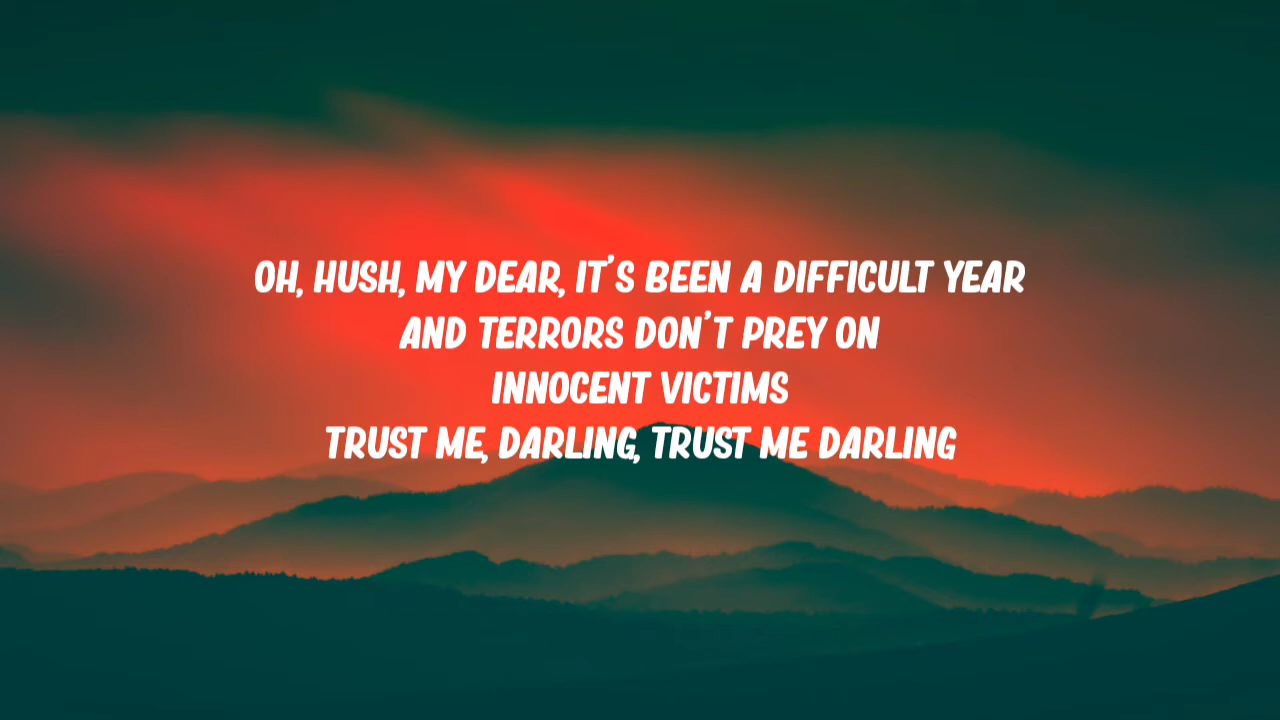 OH, HUSH, MY DEAR, IT'S BEEN A DIFFICULT YEAR
AND TERRORS DON'T PREY ON
INNOCENT VICTIMS
TRUST ME, DARLING, TRUST ME DARLING